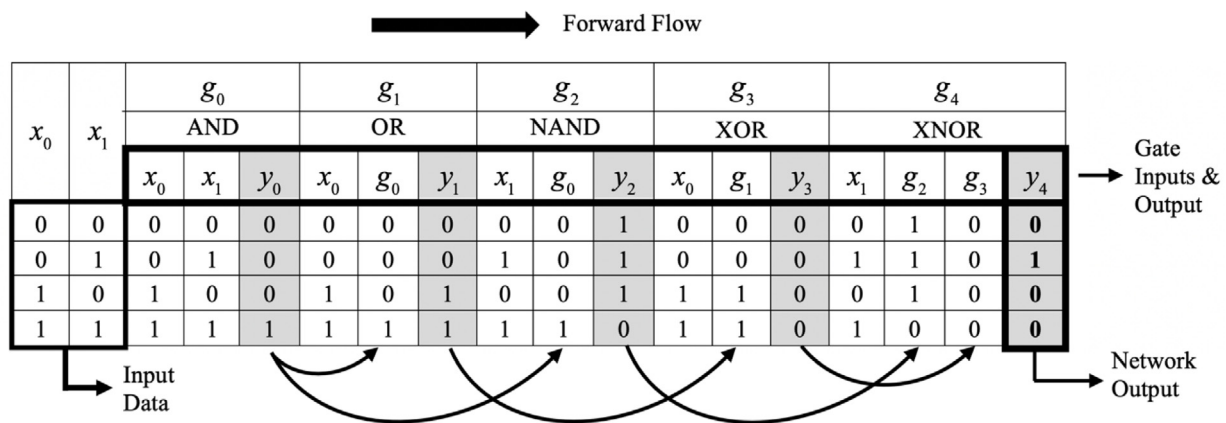 Forward Flow
x₀ x₁ g₀ g₁ g₂ g₃ g₄
AND OR NAND XOR XNOR
x₀ x₁ y₀ x₀ g₀ y₁ x₁ g₀ y₂ x₀ g₁ y₃ x₁ g₂ g₃ y₄
Gate
Inputs &
Output
0 0 0 0 0 0 0 0 0 0 1 0 0 0 0 1 0 0
0 1 0 1 0 0 0 0 1 0 1 0 0 0 1 1 0 1
1 0 1 0 0 1 0 1 0 0 1 1 1 0 0 1 0 0
1 1 1 1 1 1 1 1 1 1 0 1 1 0 1 0 0 0
Input
Data
Network
Output